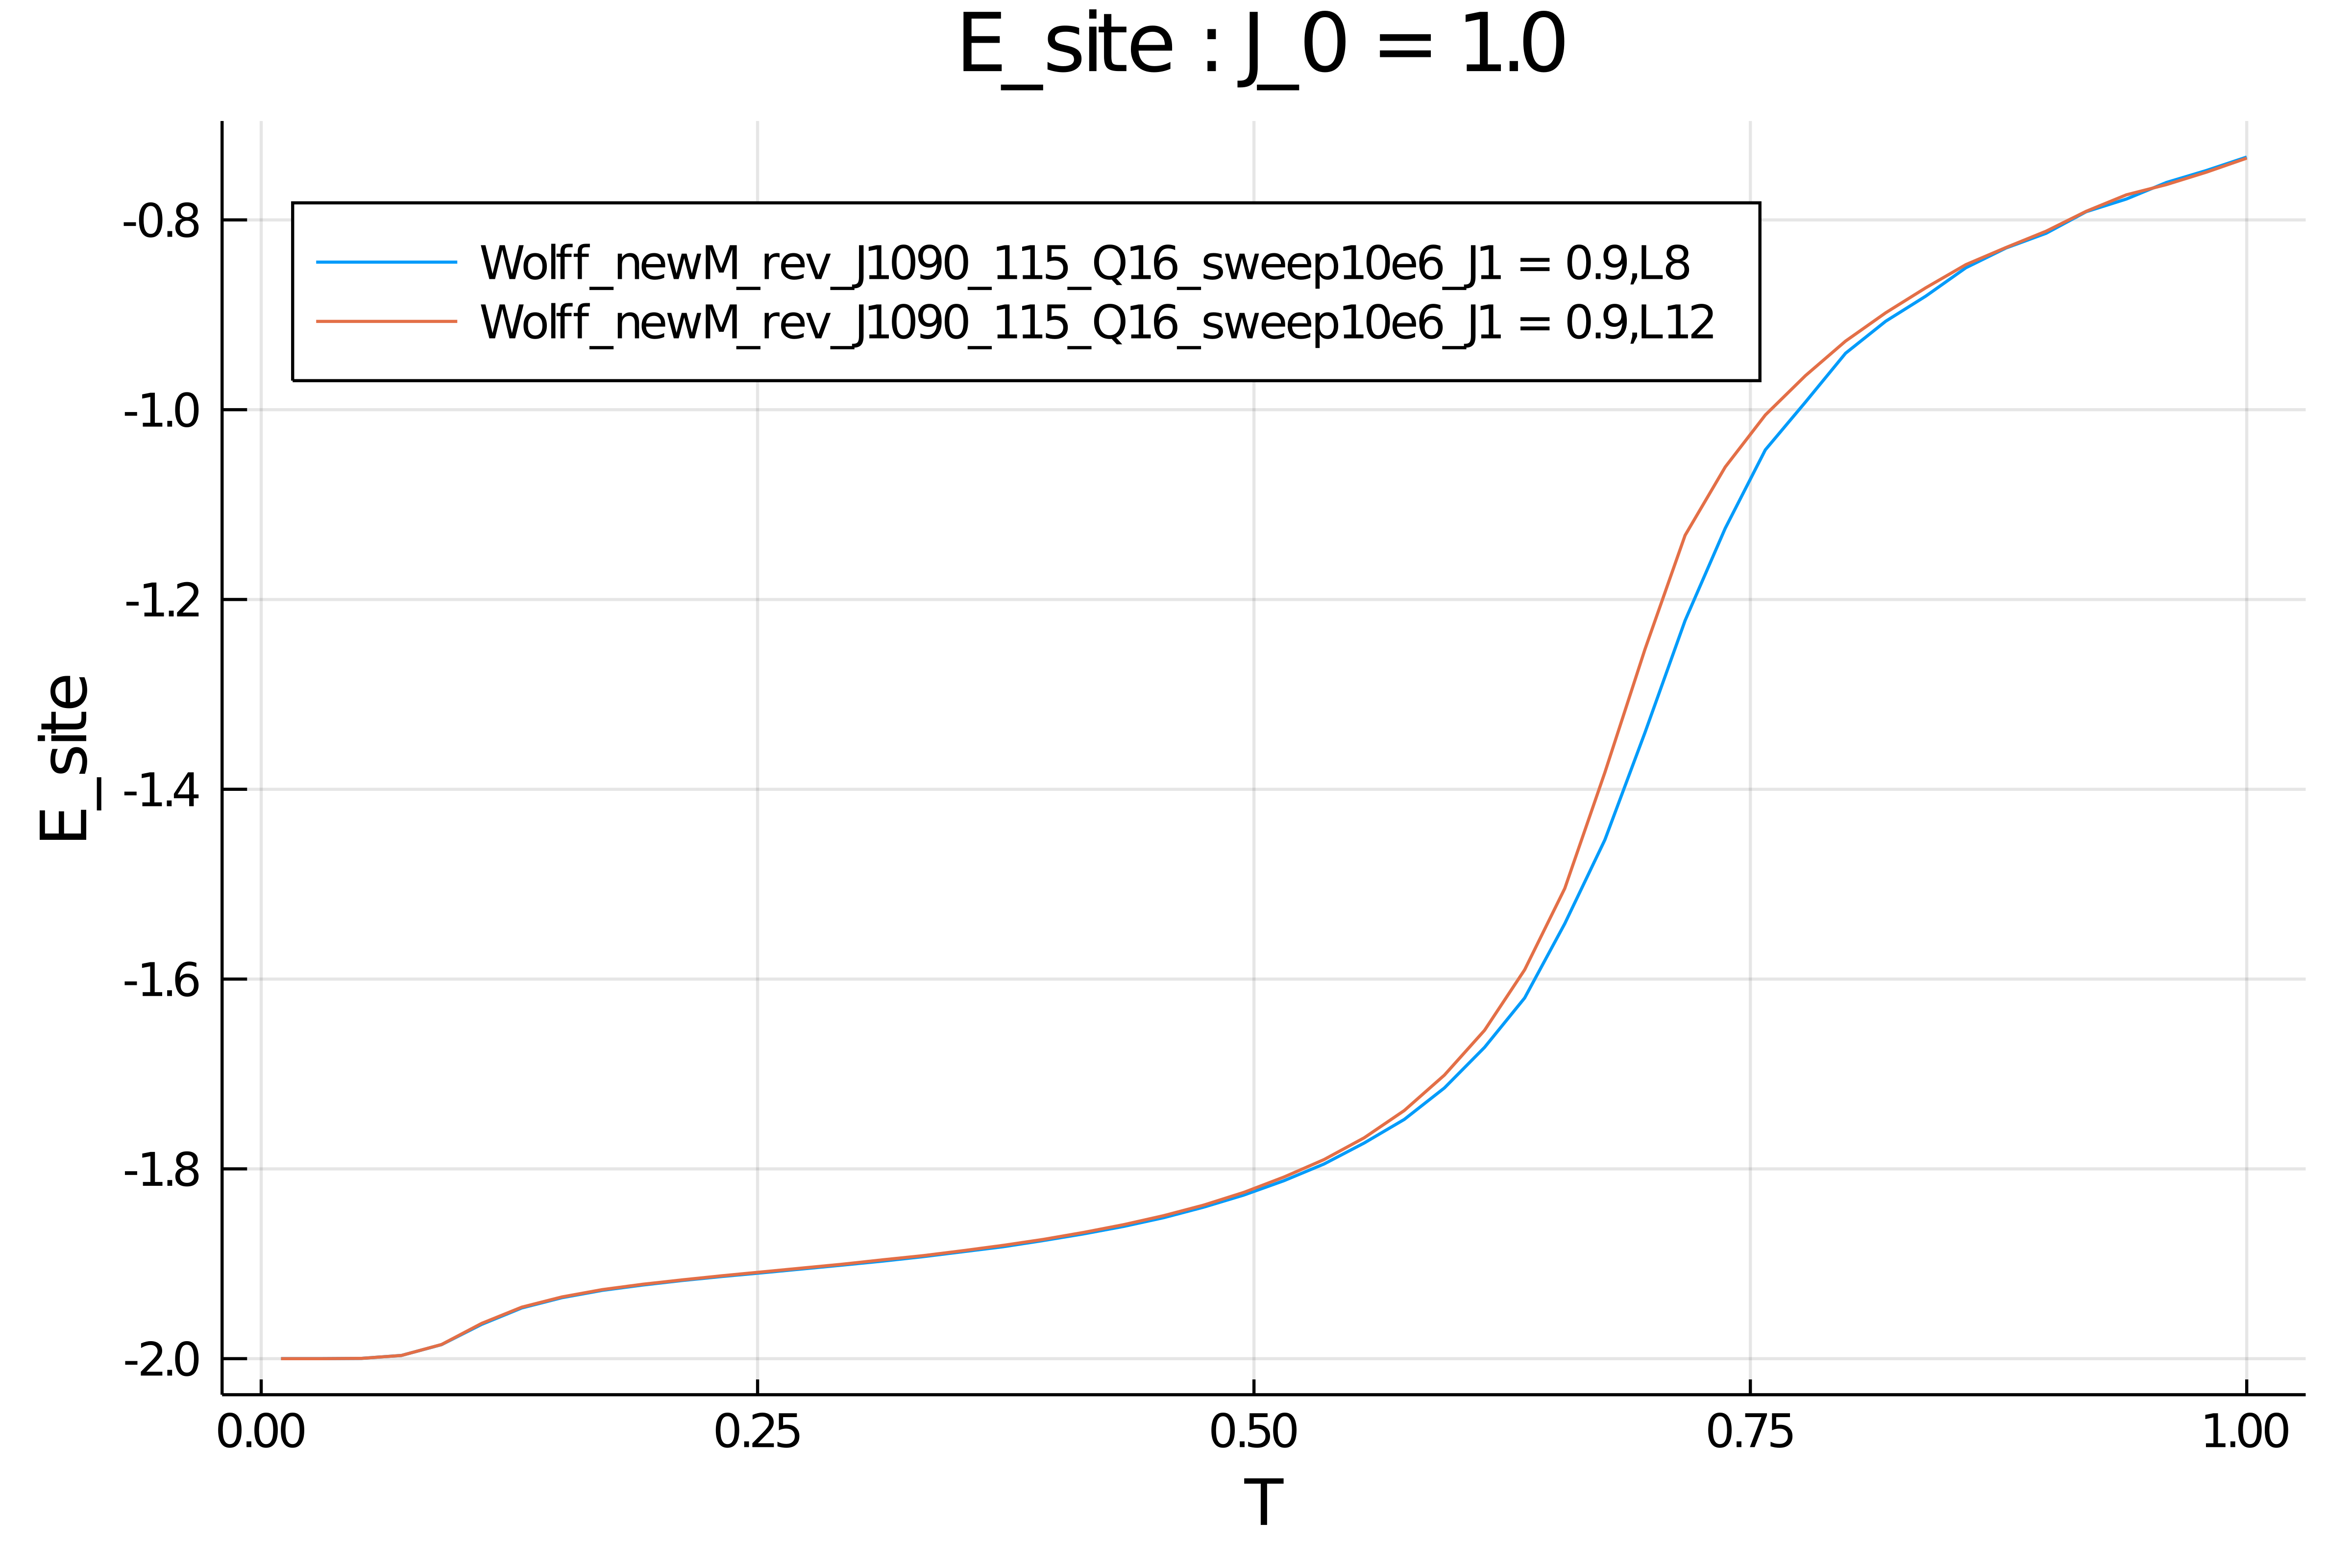 E_site : J_0 = 1.0
Wolff_newM_rev_J1090_115_Q16_sweep10e6_J1 = 0.9,L8
Wolff_newM_rev_J1090_115_Q16_sweep10e6_J1 = 0.9,L12
-0.8
-1.0
-1.2
-1.4
-1.6
-1.8
-2.0
E_site
0.00 0.25 0.50 0.75 1.00
T